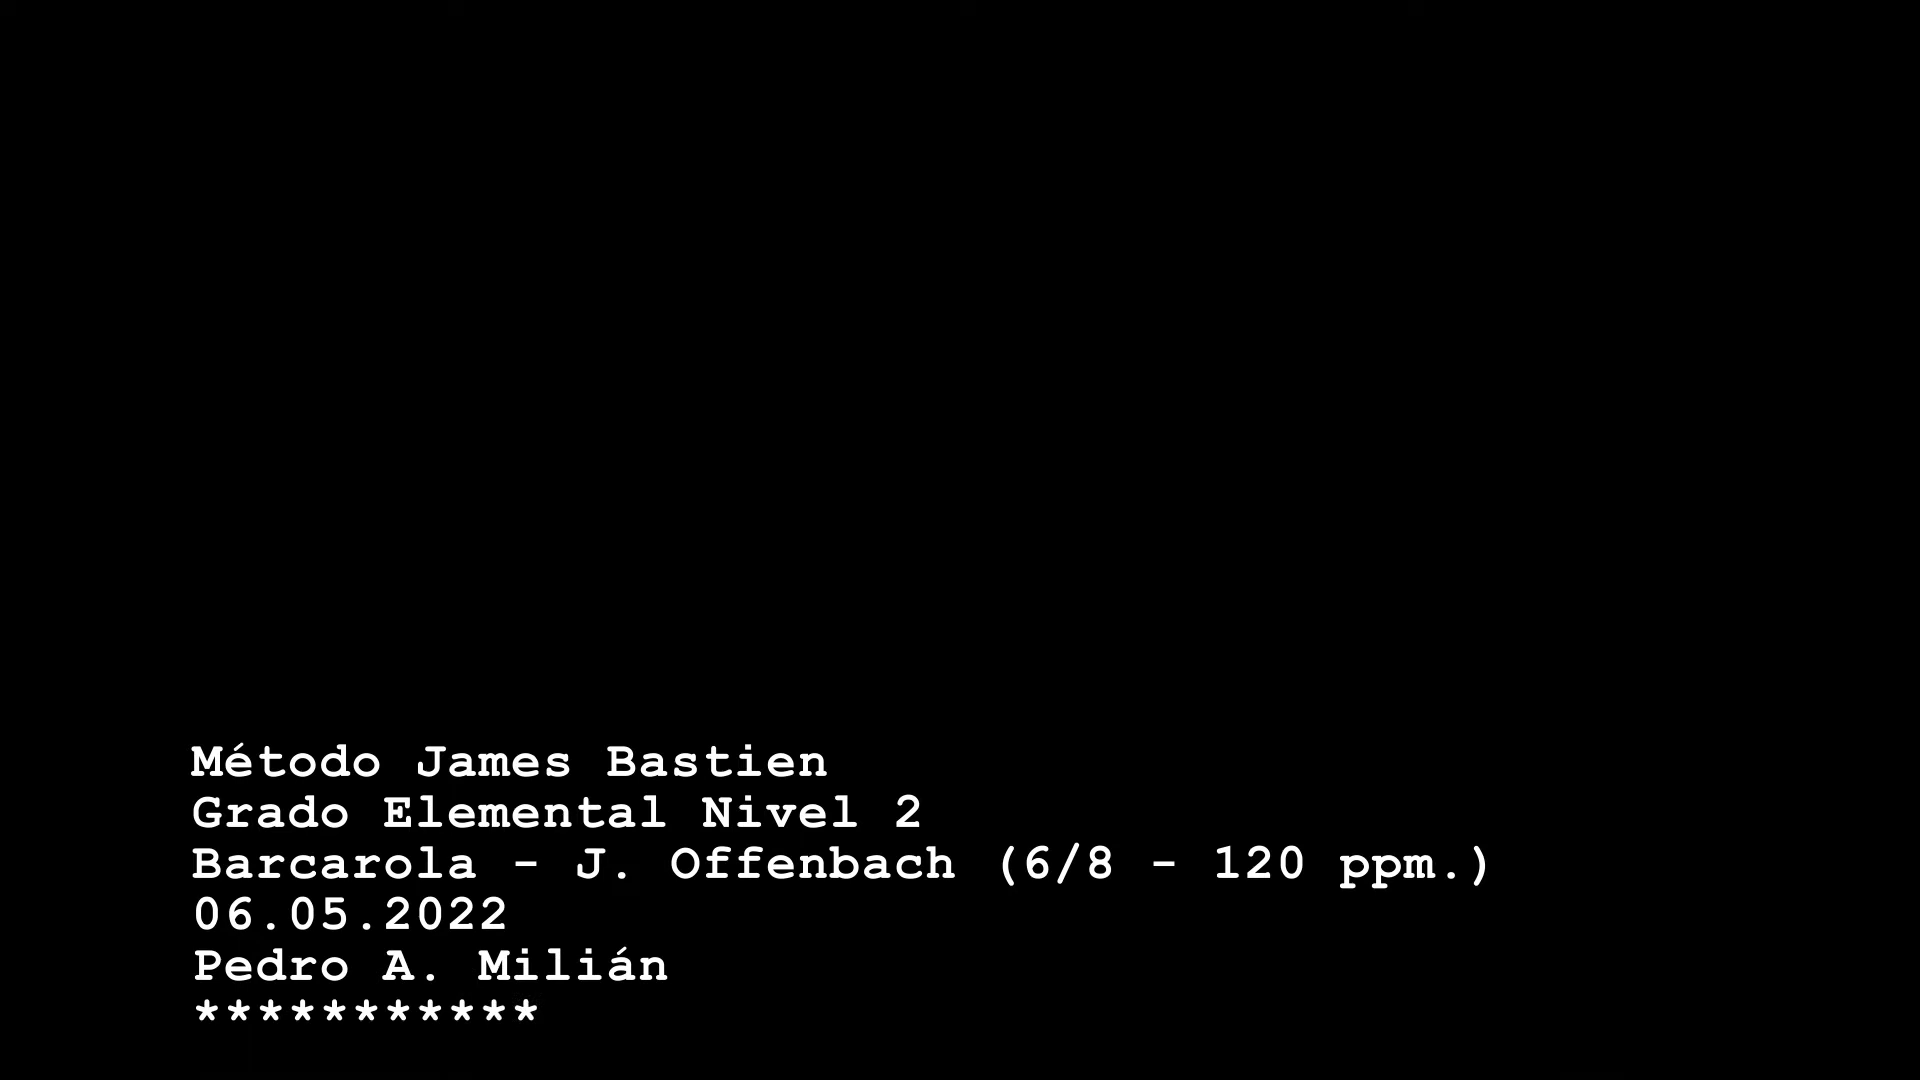 Método James Bastien
Grado Elemental Nivel 2
Barcarola - J. Offenbach (6/8 - 120 ppm.)
06.05.2022
Pedro A. Milián
***********